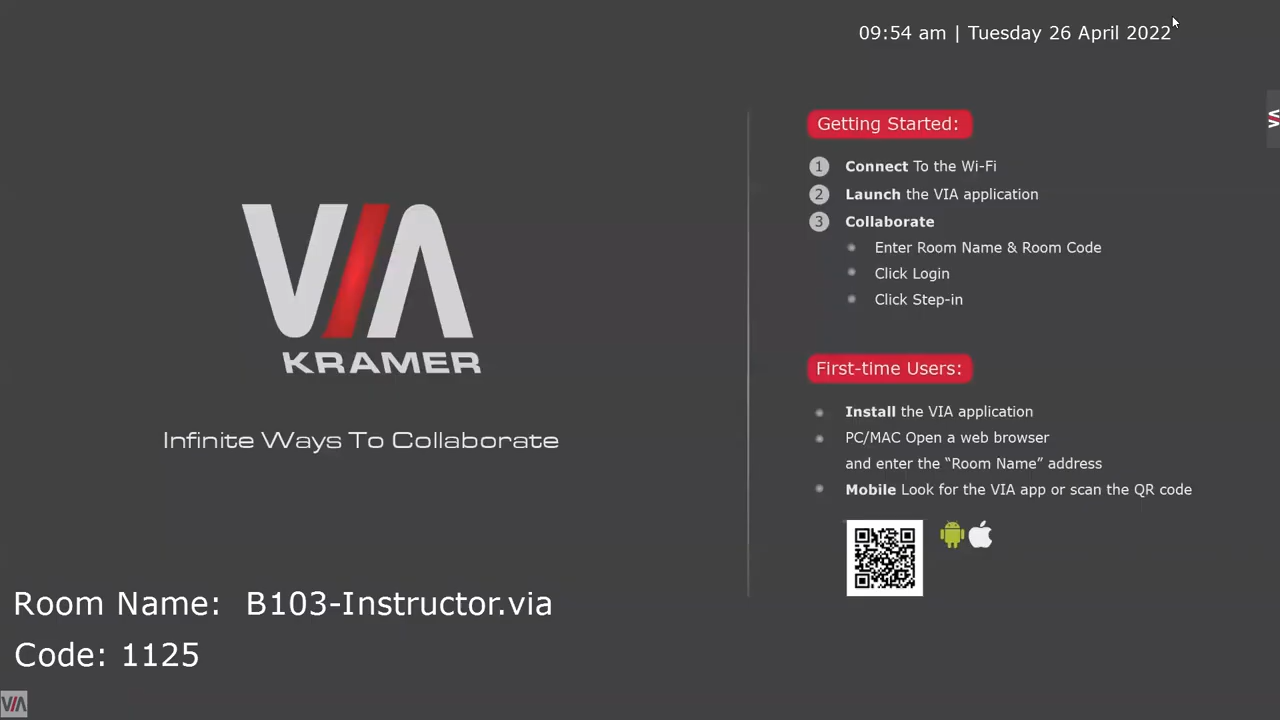 09:54 am | Tuesday 26 April 2022
VIA
KRAMER
Infinite Ways To Collaborate
Getting Started:
1 Connect To the Wi-Fi
2 Launch the VIA application
3 Collaborate
Enter Room Name & Room Code
Click Login
Click Step-in
First-time Users:
Install the VIA application
PC/MAC Open a web browser
and enter the “Room Name” address
Mobile Look for the VIA app or scan the QR code
Room Name: B103-Instructor.via
Code: 1125
VIA
VIA